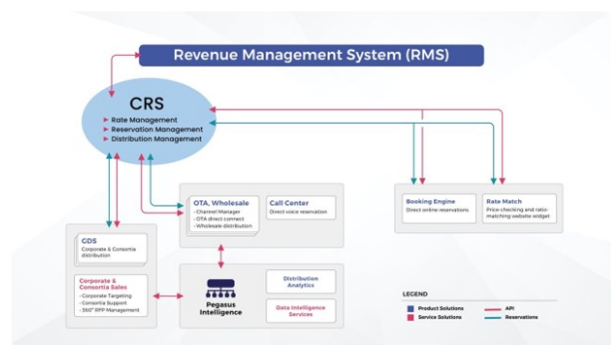 Revenue Management System (RMS)
CRS
Rate Management
Reservation Management
Distribution Management
OTA, Wholesale
- Channel Manager
- OTA direct connect
- Wholesale distribution
Call Center
Direct voice reservation
Booking Engine
Direct online reservations
Rate Match
Price-checking and ratio-
matching website widget
GDS
Corporate & Consortia
distribution
Corporate &
Consortia Sales
- Corporate Targeting
- Consortia Support
- 360° RFP Management
Pegasus
Intelligence
Distribution
Analytics
Data Intelligence
Services
LEGEND
Product Solutions
API
Service Solutions
Reservations